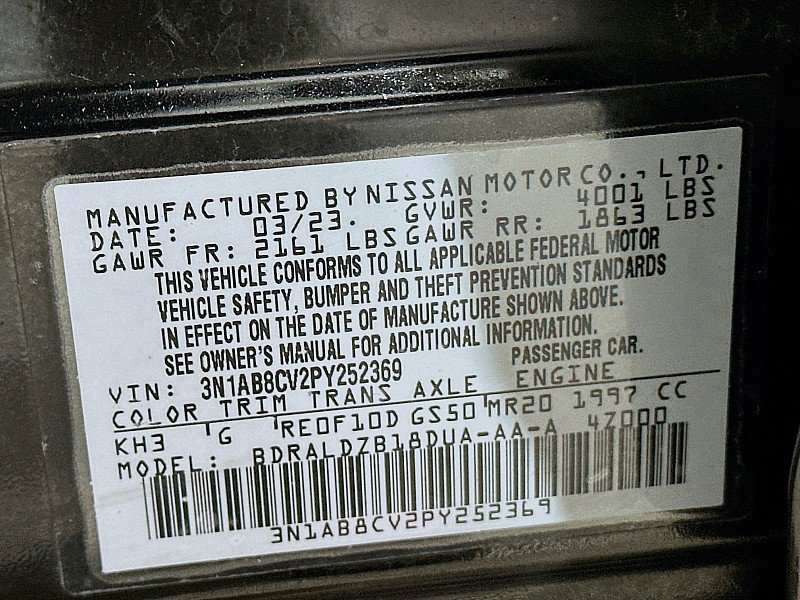 MANUFACTURED BY NISSAN MOTOR CO., LTD.
DATE: 03/23. GVWR: 4001 LBS
GAWR FR: 2161 LBS GAWR RR: 1863 LBS
THIS VEHICLE CONFORMS TO ALL APPLICABLE FEDERAL MOTOR
VEHICLE SAFETY, BUMPER AND THEFT PREVENTION STANDARDS
IN EFFECT ON THE DATE OF MANUFACTURE SHOWN ABOVE.
SEE OWNER'S MANUAL FOR ADDITIONAL INFORMATION.
VIN: 3N1AB8CV2PY252369 PASSENGER CAR.
COLOR TRIM TRANS AXLE ENGINE
KH3 G RE0F10D GS50 MR20 1997 CC
MODEL: BDRALDZB18DUA-AA-A 4Z000
3N1AB8CV2PY252369